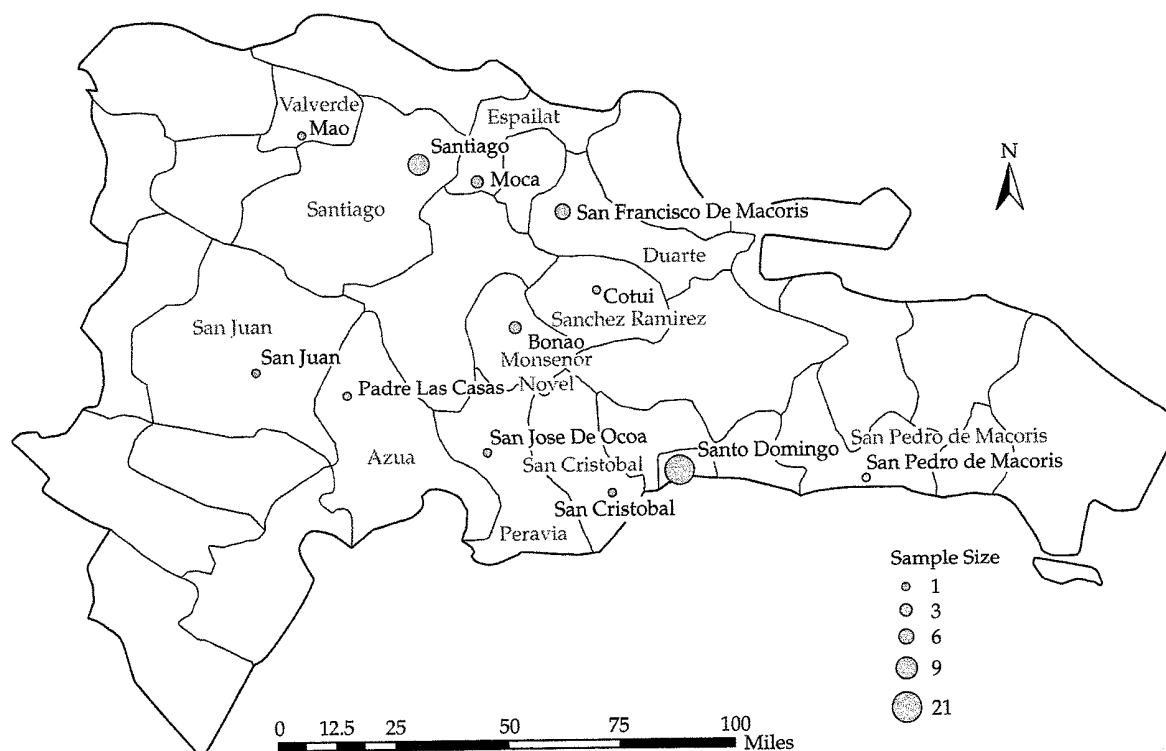 Valverde
Mao
Espailat
Santiago
Moca
Santiago
San Francisco De Macoris
N
Duarte
Cotui
Sanchez Ramirez
San Juan
San Juan
Bonao
Monsenor
Novel
Padre Las Casas
San Jose De Ocoa
Azua
San Cristobal
Santo Domingo
San Pedro de Macoris
San Pedro de Macoris
San Cristobal
Peravia
Sample Size
1
3
6
9
21
0 12.5 25 50 75 100
Miles